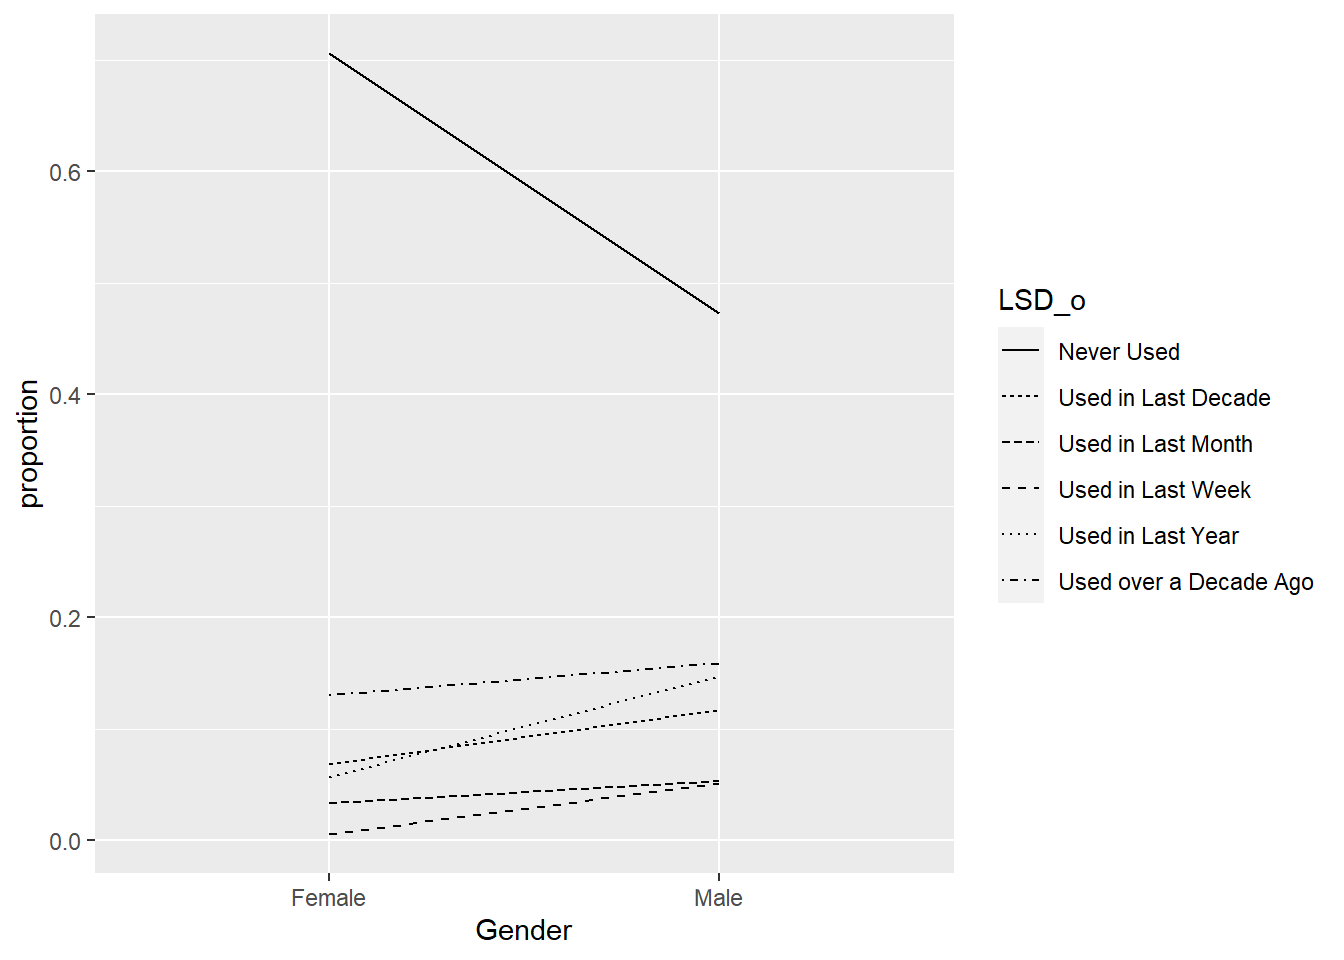 proportion
0.6
0.4
0.2
0.0
Female
Male
Gender
LSD_o
Never Used
Used in Last Decade
Used in Last Month
Used in Last Week
Used in Last Year
Used over a Decade Ago